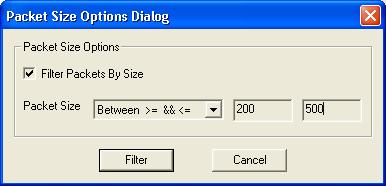 Packet Size Options Dialog
Packet Size Options
Filter Packets By Size
Packet Size Between >= && <= 200 500
Filter Cancel